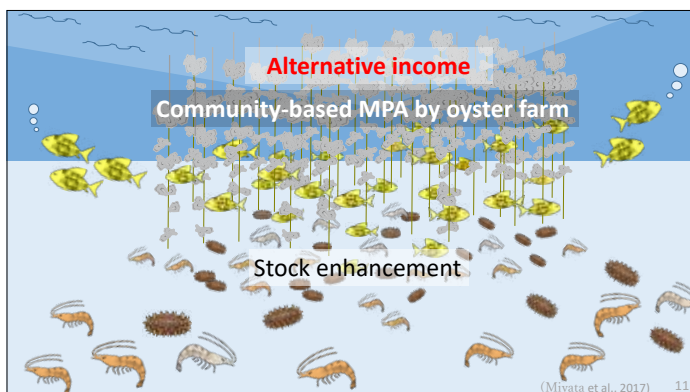 Alternative income
Community-based MPA by oyster farm
Stock enhancement
(Miyata et al., 2017) 11